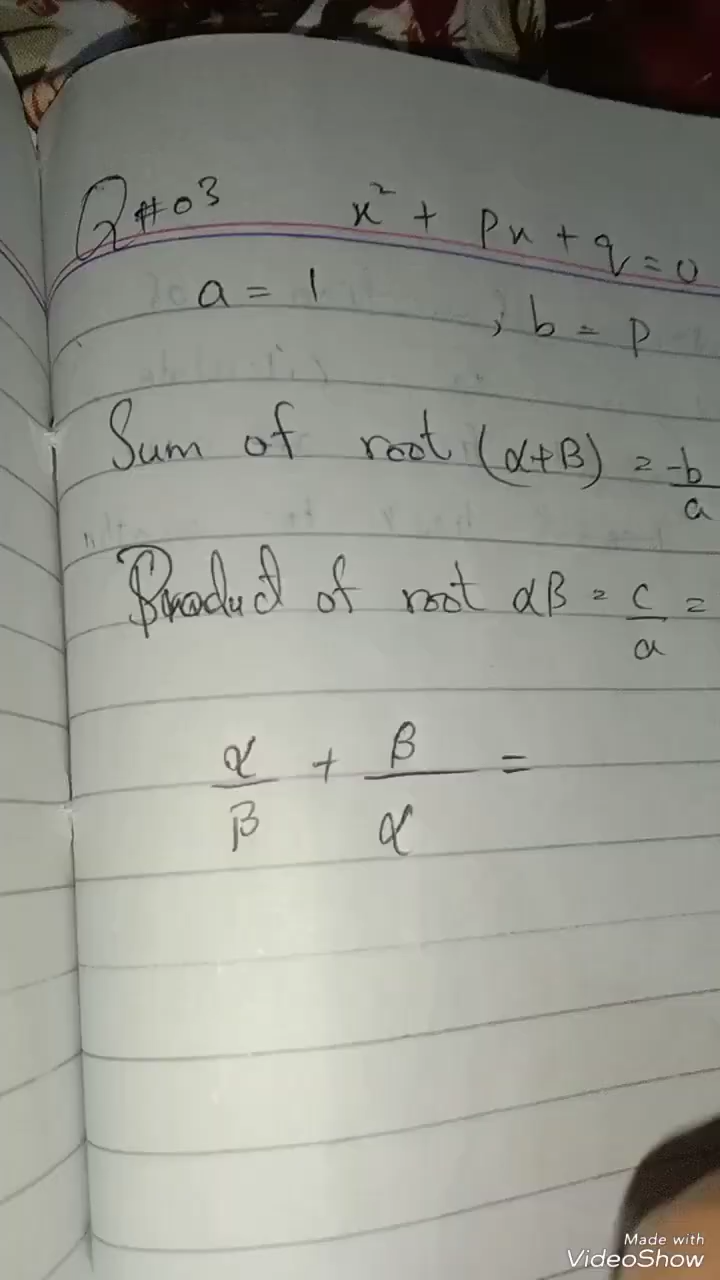 Q#03 x² + px + q = 0
a = 1 , b = p
Sum of root (α+β) = -b/a
Product of root αβ = c/a =
α/β + β/α =
Made with
VideoShow